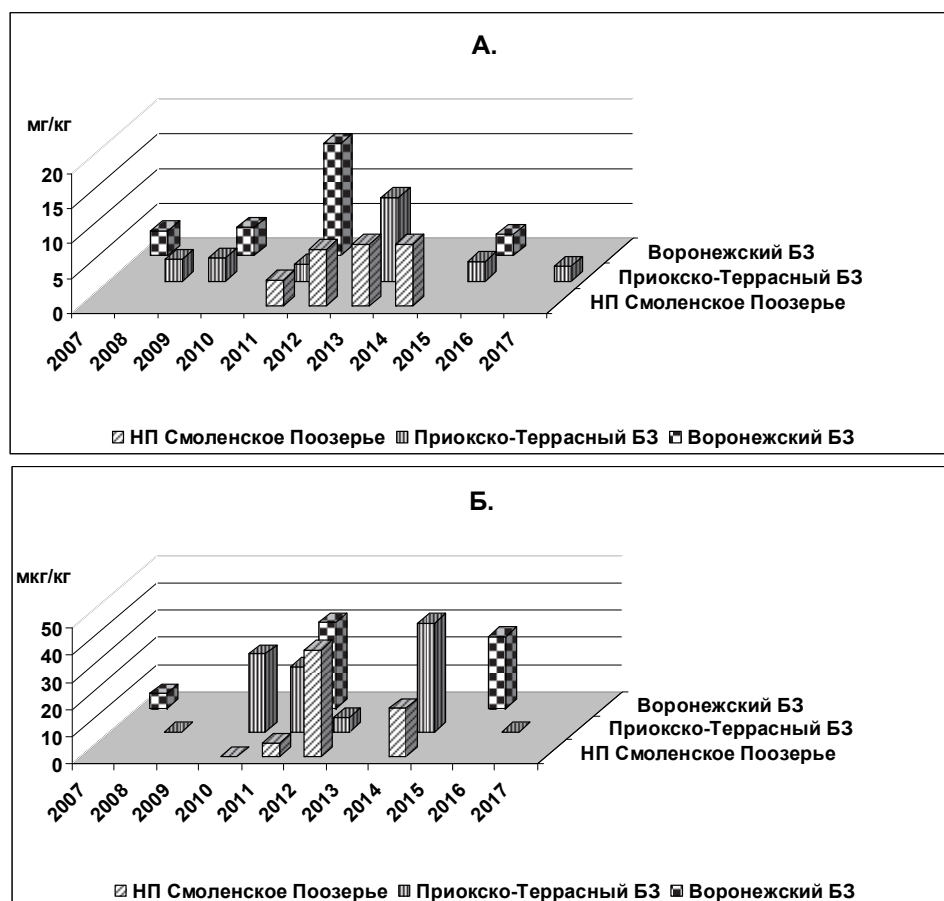 А.
мг/кг
20
15
10
5
0
Воронежский БЗ
Приокско-Террасный БЗ
НП Смоленское Поозерье
2007 2008 2009 2010 2011 2012 2013 2014 2015 2016 2017
НП Смоленское Поозерье Приокско-Террасный БЗ Воронежский БЗ
Б.
мкг/кг
50
40
30
20
10
0
Воронежский БЗ
Приокско-Террасный БЗ
НП Смоленское Поозерье
2007 2008 2009 2010 2011 2012 2013 2014 2015 2016 2017
НП Смоленское Поозерье Приокско-Террасный БЗ Воронежский БЗ